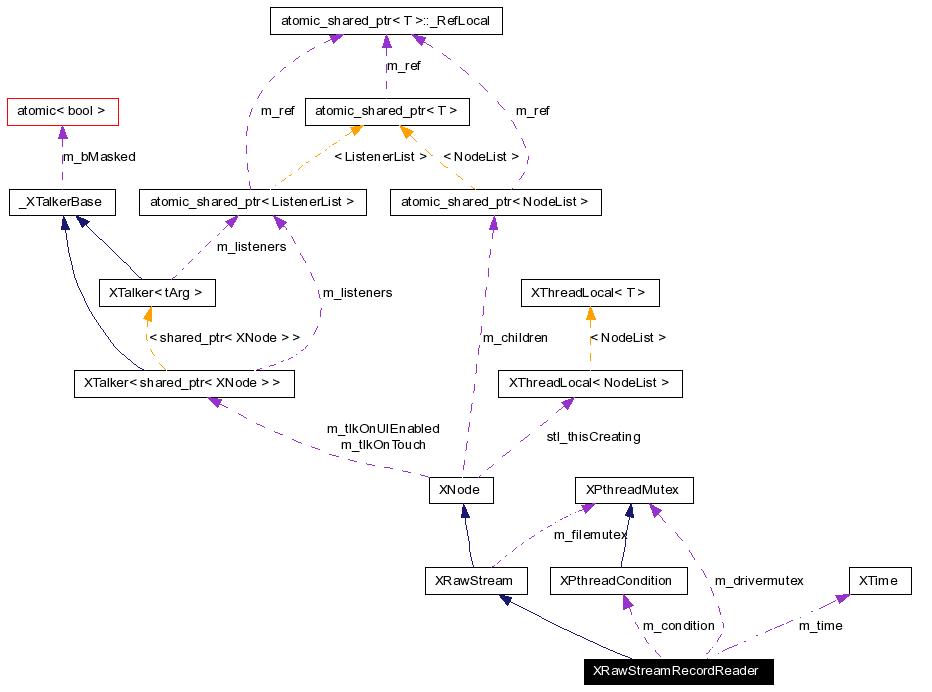 atomic_shared_ptr< T >::_RefLocal
m_ref
atomic< bool >
m_ref
atomic_shared_ptr< T >
m_ref
m_bMasked
< ListenerList >
< NodeList >
_XTalkerBase
atomic_shared_ptr< ListenerList >
atomic_shared_ptr< NodeList >
m_listeners
XTalker< tArg >
m_listeners
XThreadLocal< T >
< shared_ptr< XNode > >
m_children
< NodeList >
XTalker< shared_ptr< XNode > >
XThreadLocal< NodeList >
m_tlkOnUIEnabled
m_tlkOnTouch
stl_thisCreating
XNode
XPthreadMutex
m_filemutex
XRawStream
XPthreadCondition
m_drivermutex
XTime
m_condition
m_time
XRawStreamRecordReader